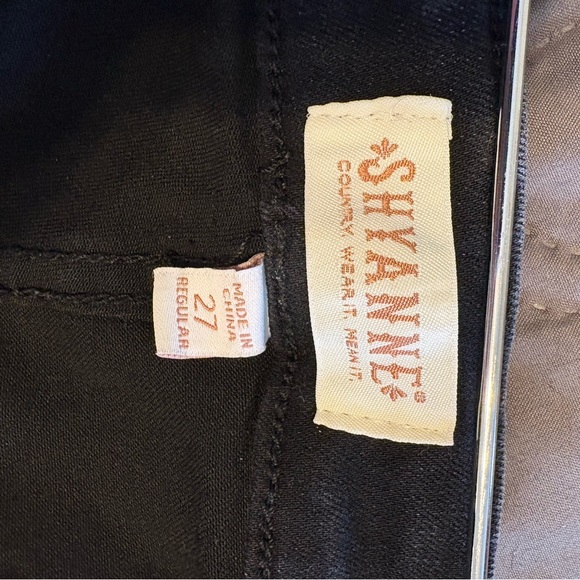 SHYANNE®
COUNTRY. WEAR IT. MEAN IT.
MADE IN
CHINA
27
REGULAR